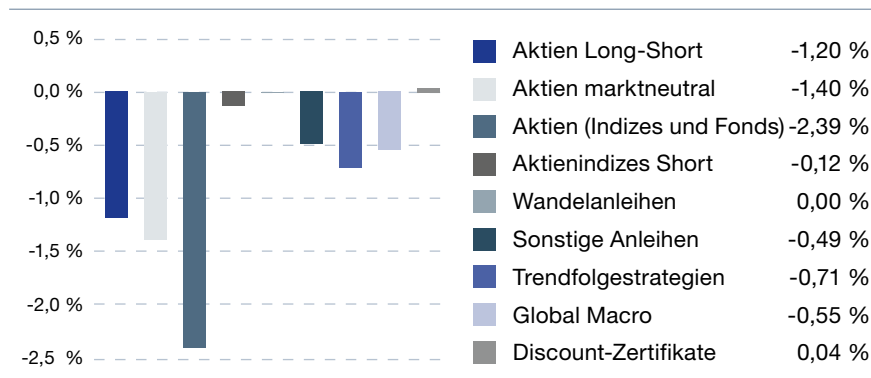 0,5 %
0,0 %
-0,5 %
-1,0 %
-1,5 %
-2,0 %
-2,5 %
Aktien Long-Short -1,20 %
Aktien marktneutral -1,40 %
Aktien (Indizes und Fonds) -2,39 %
Aktienindizes Short -0,12 %
Wandelanleihen 0,00 %
Sonstige Anleihen -0,49 %
Trendfolgestrategien -0,71 %
Global Macro -0,55 %
Discount-Zertifikate 0,04 %